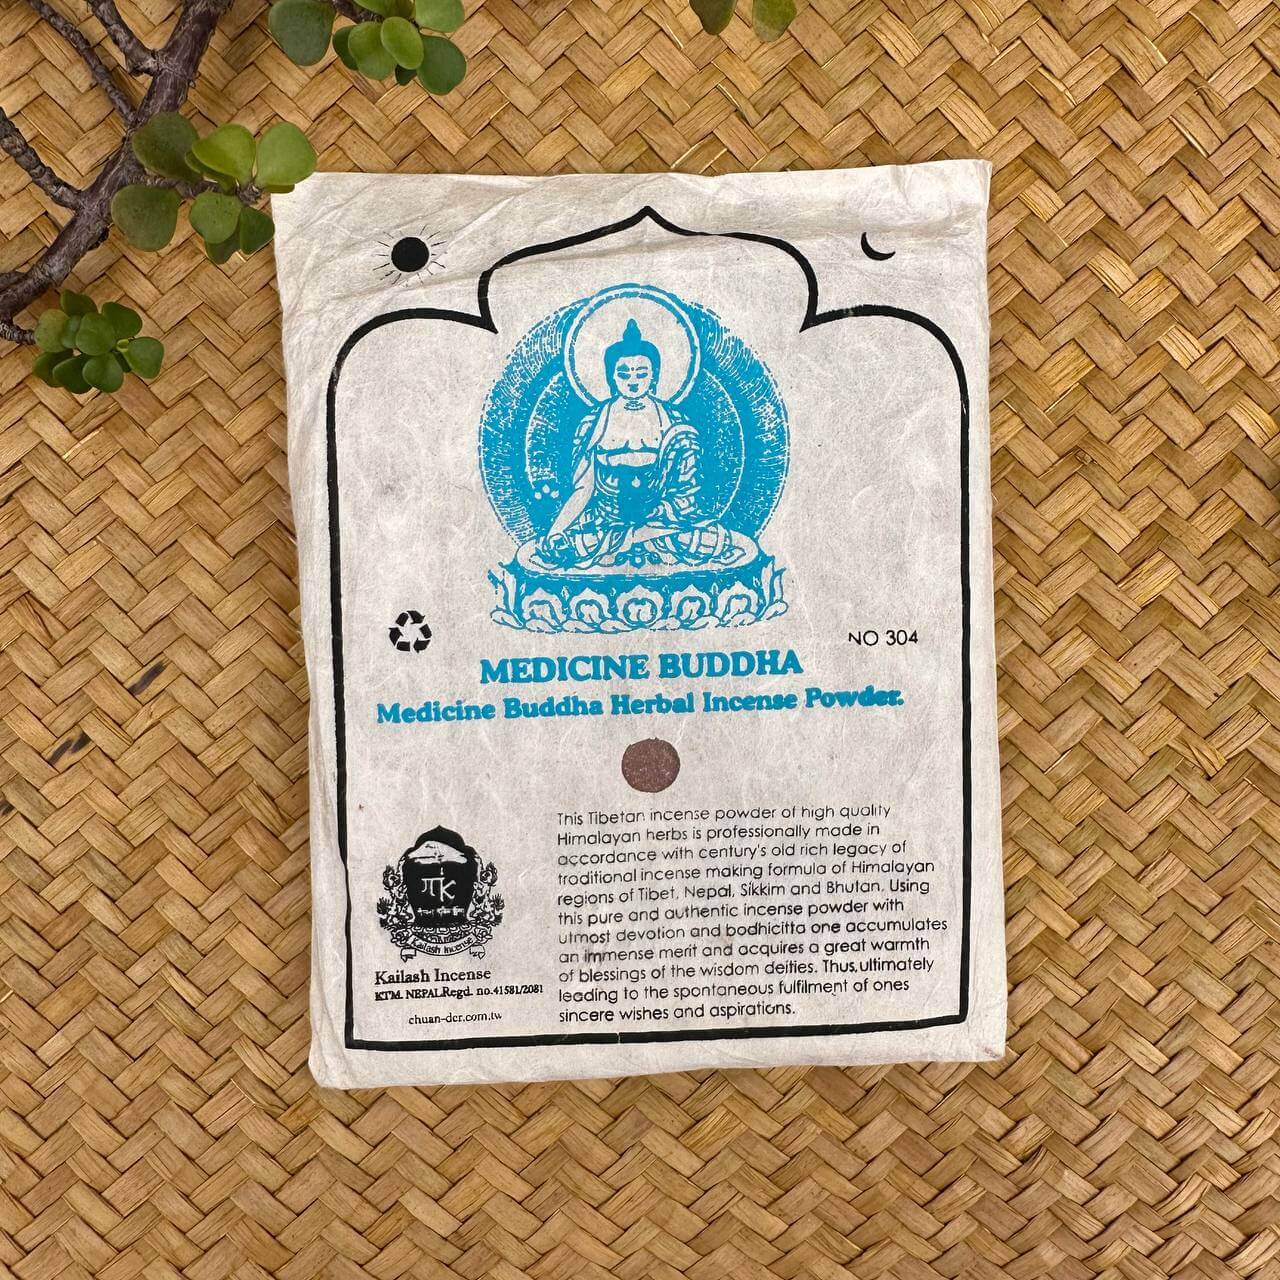 NO 304
MEDICINE BUDDHA
Medicine Buddha Herbal Incense Powder.
This Tibetan incense powder of high quality
Himalayan herbs is professionally made in
accordance with century's old rich legacy of
traditional incense making formula of Himalayan
regions of Tibet, Nepal, Sikkim and Bhutan. Using
this pure and authentic incense powder with
utmost devotion and bodhicitta one accumulates
an immense merit and acquires a great warmth
of blessings of the wisdom deities. Thus, ultimately
leading to the spontaneous fulfilment of ones
sincere wishes and aspirations.
Kailash Incense
Kailash Incense
KTM. NEPAL.Regd. no.41581/2081
chuan-der.com.tw